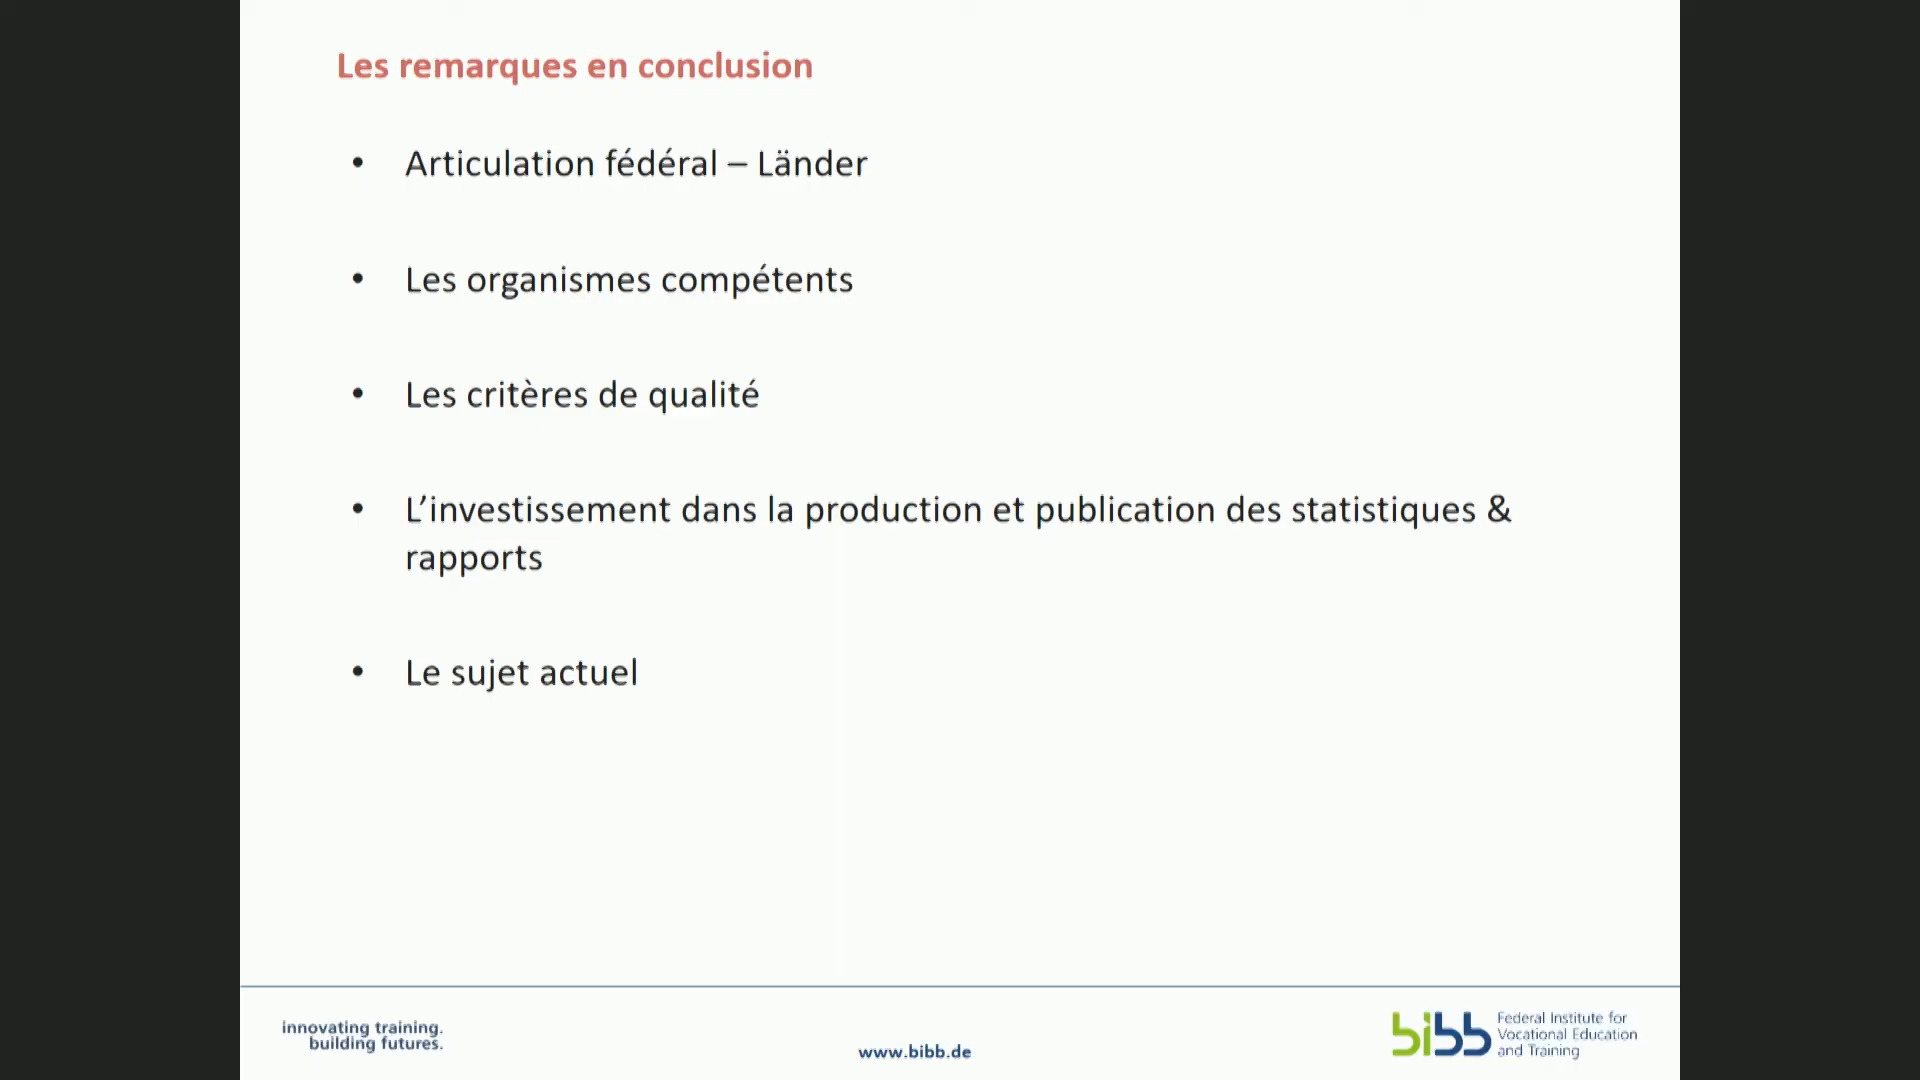 Les remarques en conclusion
• Articulation fédéral – Länder
• Les organismes compétents
• Les critères de qualité
• L’investissement dans la production et publication des statistiques &
rapports
• Le sujet actuel
innovating training.
building futures.
www.bibb.de
bibb
Federal Institute for
Vocational Education
and Training